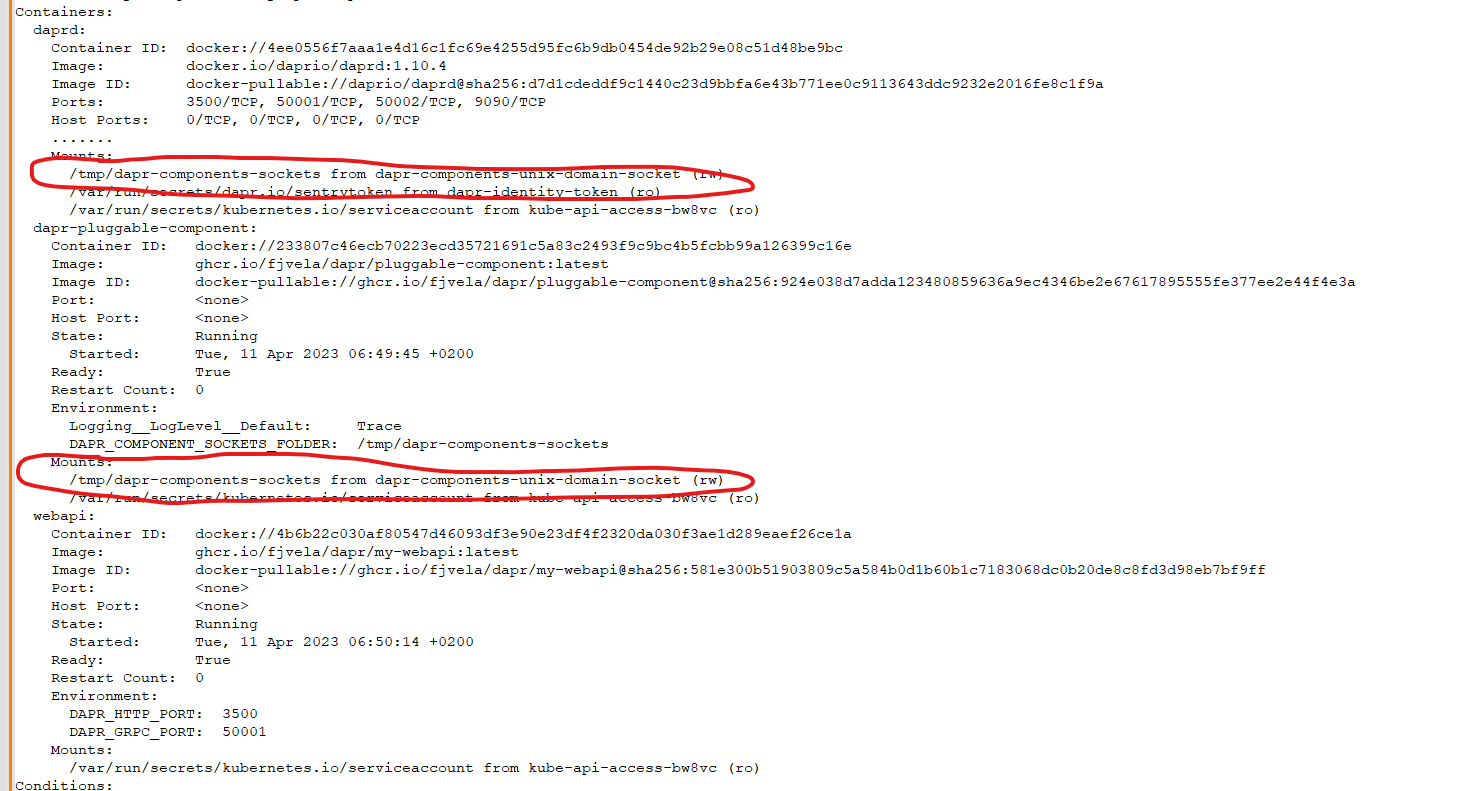 Containers:
  daprd:
    Container ID:  docker://4ee0556f7aaa1e4d16c1fc69e4255d95fc6b9db0454de92b29e08c51d48be9bc
    Image:         docker.io/daprio/daprd:1.10.4
    Image ID:      docker-pullable://daprio/daprd@sha256:d7d1cdeddf9c1440c23d9bbfa6e43b771ee0c9113643ddc9232e2016fe8c1f9a
    Ports:         3500/TCP, 50001/TCP, 50002/TCP, 9090/TCP
    Host Ports:    0/TCP, 0/TCP, 0/TCP, 0/TCP
    .......
    Mounts:
      /tmp/dapr-components-sockets from dapr-components-unix-domain-socket (rw)
      /var/run/secrets/dapr.io/sentrytoken from dapr-identity-token (ro)
      /var/run/secrets/kubernetes.io/serviceaccount from kube-api-access-bw8vc (ro)
  dapr-pluggable-component:
    Container ID:   docker://233807c46ecb70223ecd35721691c5a83c2493f9c9bc4b5fcbb99a126399c16e
    Image:          ghcr.io/fjvela/dapr/pluggable-component:latest
    Image ID:       docker-pullable://ghcr.io/fjvela/dapr/pluggable-component@sha256:924e038d7adda123480859636a9ec4346be2e67617895555fe377ee2e44f4e3a
    Port:           <none>
    Host Port:      <none>
    State:          Running
      Started:      Tue, 11 Apr 2023 06:49:45 +0200
    Ready:          True
    Restart Count:  0
    Environment:
      Logging__LogLevel__Default:     Trace
      DAPR_COMPONENT_SOCKETS_FOLDER:  /tmp/dapr-components-sockets
    Mounts:
      /tmp/dapr-components-sockets from dapr-components-unix-domain-socket (rw)
      /var/run/secrets/kubernetes.io/serviceaccount from kube-api-access-bw8vc (ro)
  webapi:
    Container ID:   docker://4b6b22c030af80547d46093df3e90e23df4f2320da030f3ae1d289eaef26ce1a
    Image:          ghcr.io/fjvela/dapr/my-webapi:latest
    Image ID:       docker-pullable://ghcr.io/fjvela/dapr/my-webapi@sha256:581e300b51903809c5a584b0d1b60b1c7183068dc0b20de8c8fd3d98eb7bf9ff
    Port:           <none>
    Host Port:      <none>
    State:          Running
      Started:      Tue, 11 Apr 2023 06:50:14 +0200
    Ready:          True
    Restart Count:  0
    Environment:
      DAPR_HTTP_PORT:  3500
      DAPR_GRPC_PORT:  50001
    Mounts:
      /var/run/secrets/kubernetes.io/serviceaccount from kube-api-access-bw8vc (ro)
Conditions: